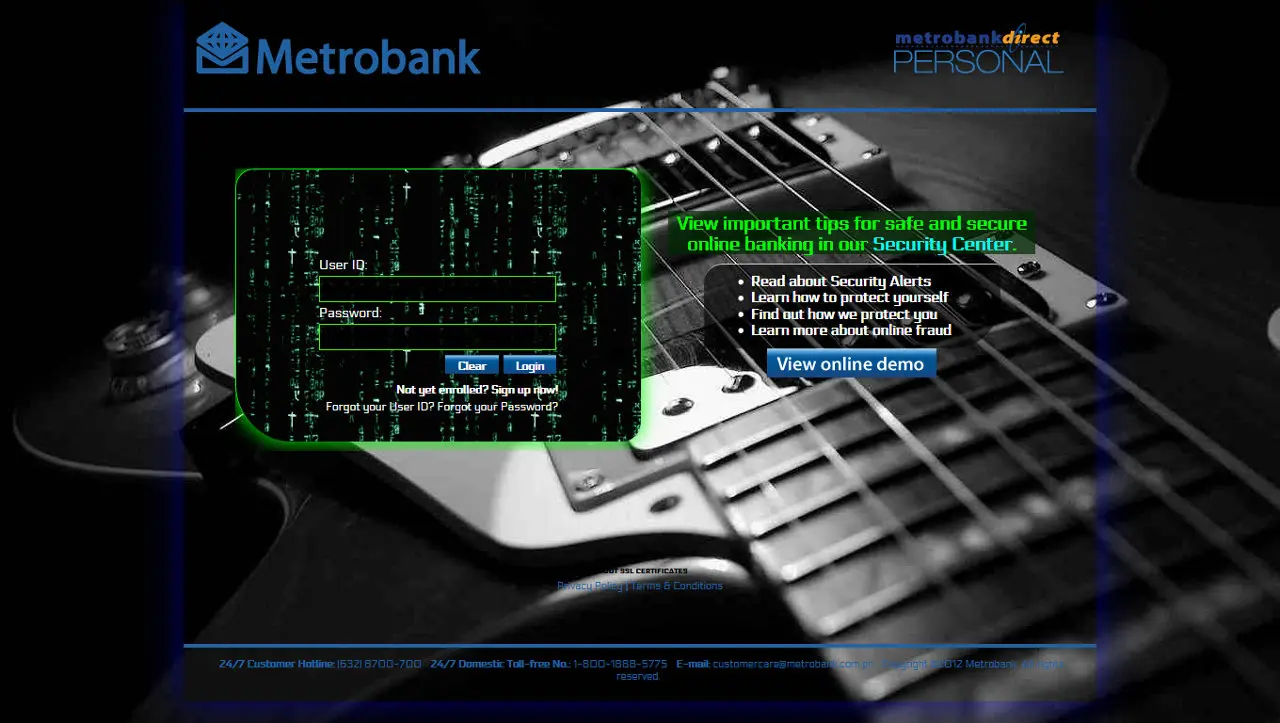 Metrobank
metrobankdirect
PERSONAL
User ID:
Password:
Clear Login
Not yet enrolled? Sign up now!
Forgot your User ID? Forgot your Password?
View important tips for safe and secure
online banking in our Security Center.
Read about Security Alerts
Learn how to protect yourself
Find out how we protect you
Learn more about online fraud
View online demo
SSL CERTIFICATES
Privacy Policy | Terms & Conditions
24/7 Customer Hotline: (632) 8700-700 24/7 Domestic Toll-free No.: 1-800-1888-5775 E-mail: customercare@metrobank.com.ph Copyright ©2012 Metrobank. All rights
reserved.